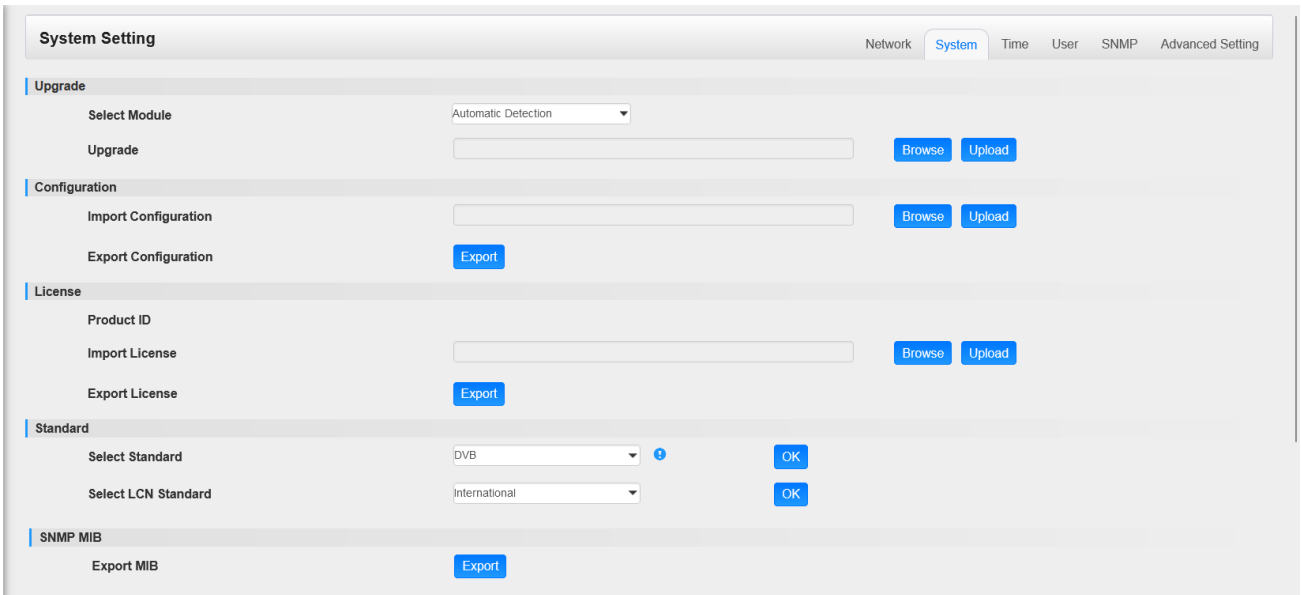 System Setting Network System Time User SNMP Advanced Setting
Upgrade
Select Module Automatic Detection
Upgrade Browse Upload
Configuration
Import Configuration Browse Upload
Export Configuration Export
License
Product ID
Import License Browse Upload
Export License Export
Standard
Select Standard DVB OK
Select LCN Standard International OK
SNMP MIB
Export MIB Export